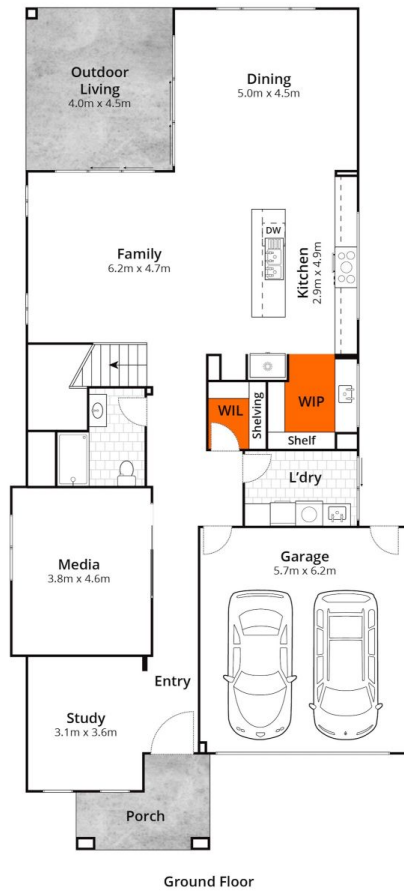 Outdoor
Living
4.0m x 4.5m
Dining
5.0m x 4.5m
Family
6.2m x 4.7m
DW
Kitchen
2.9m x 4.9m
WIL
Shelving
WIP
Shelf
L'dry
Media
3.8m x 4.6m
Garage
5.7m x 6.2m
Entry
Study
3.1m x 3.6m
Porch
Ground Floor